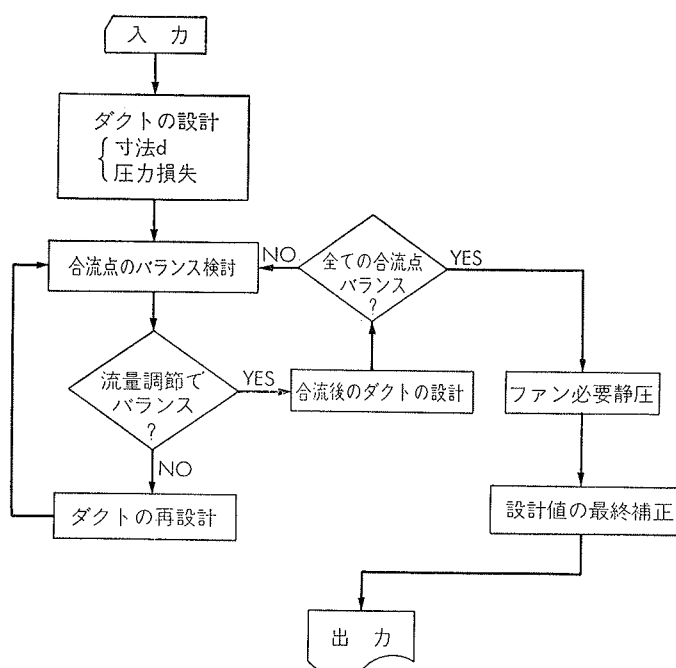 入 力
ダクトの設計
寸法d
圧力損失
合流点のバランス検討
NO
全ての合流点
バランス
?
YES
流量調節で
バランス
?
YES
合流後のダクトの設計
ファン必要静圧
NO
ダクトの再設計
設計値の最終補正
出 力